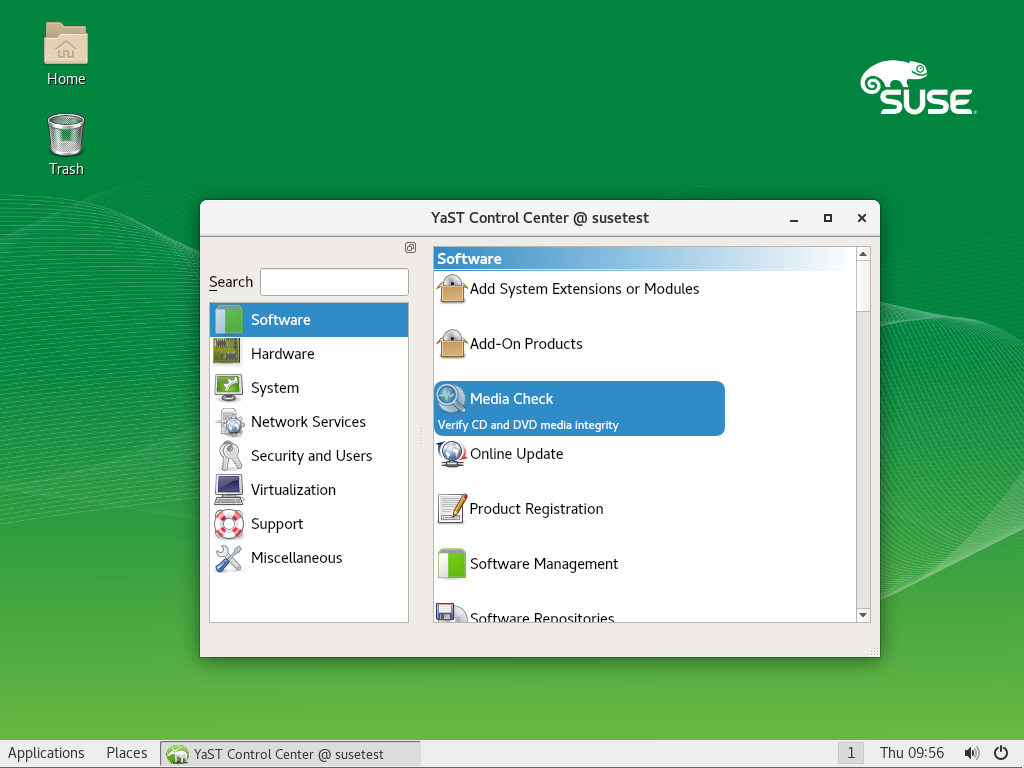 Home
Trash
SUSE
YaST Control Center @ susetest
Search
Software
Hardware
System
Network Services
Security and Users
Virtualization
Support
Miscellaneous
Software
Add System Extensions or Modules
Add-On Products
Media Check
Verify CD and DVD media integrity
Online Update
Product Registration
Software Management
Software Repositories
Applications Places YaST Control Center @ susetest 1 Thu 09:56